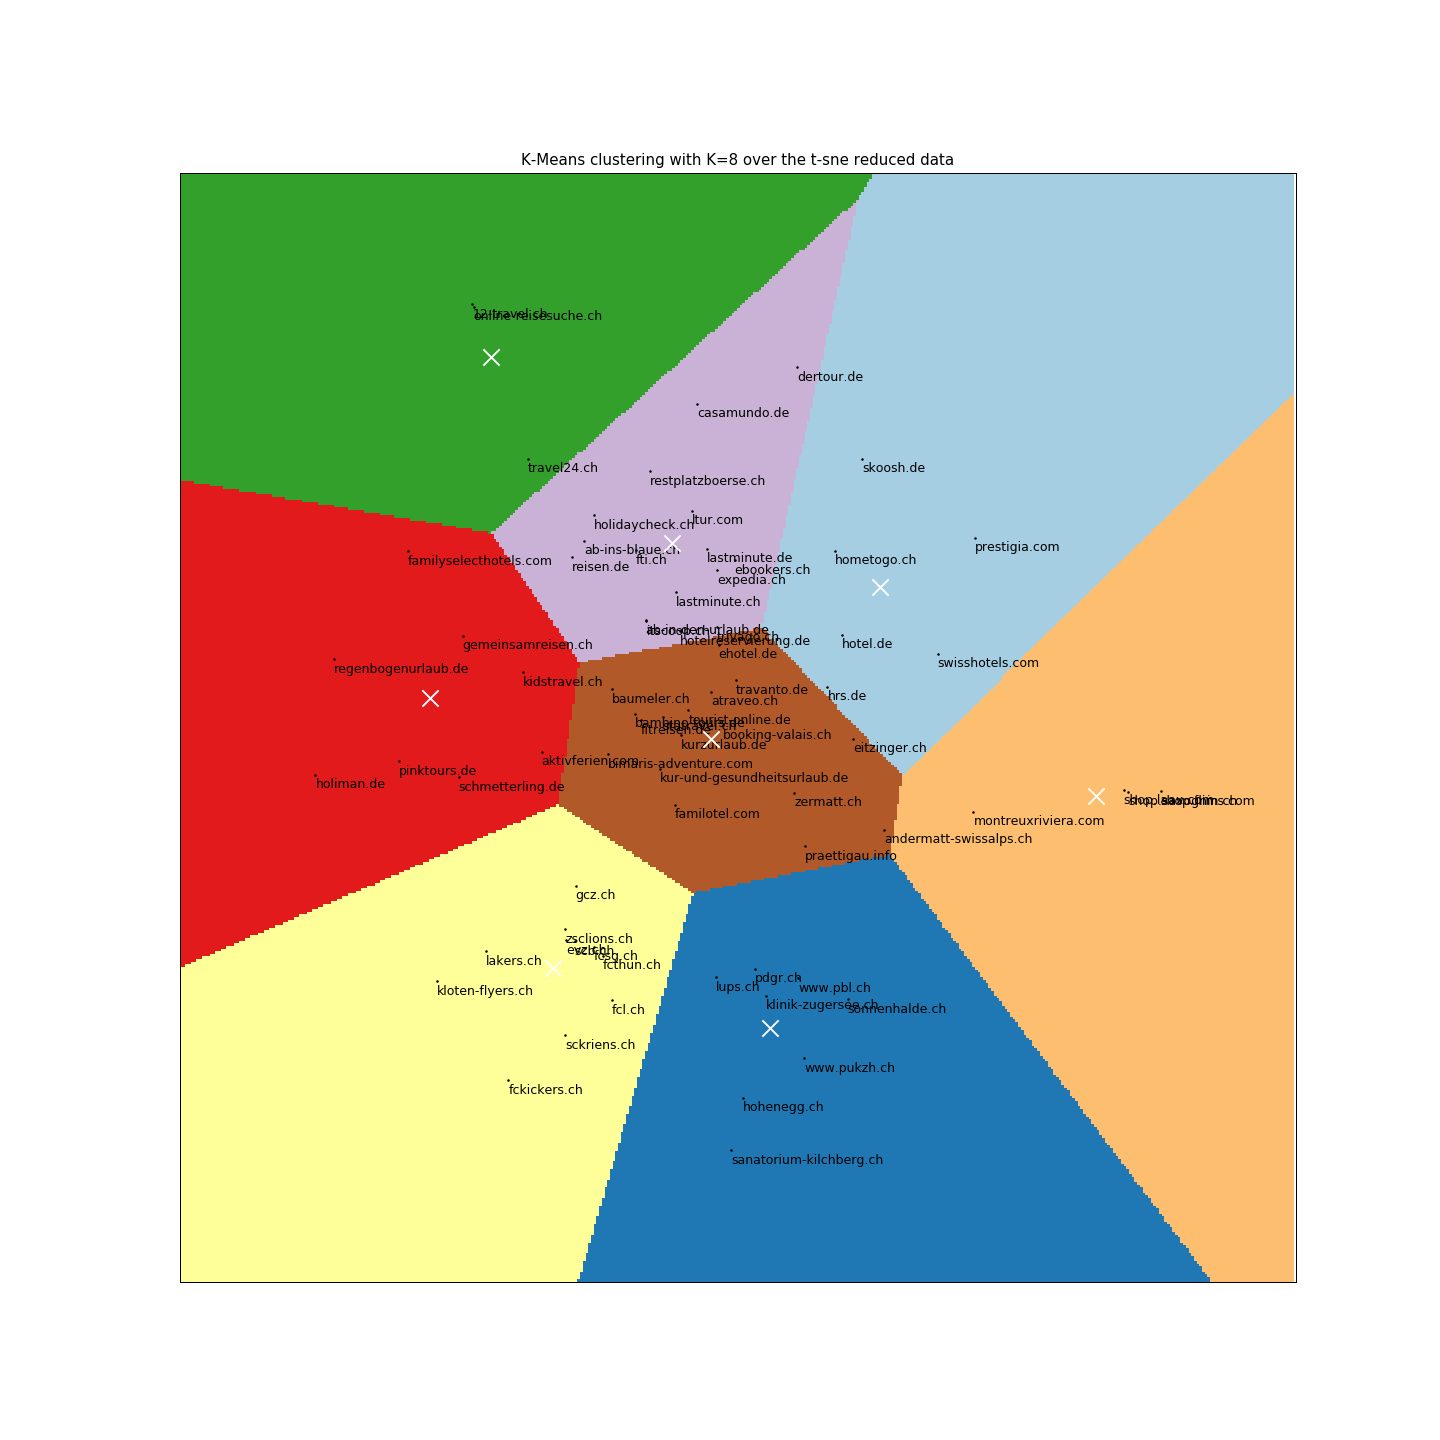 K-Means clustering with K=8 over the t-sne reduced data
12-travel.ch
online-reisesuche.ch
dertour.de
casamundo.de
travel24.ch
skoosh.de
restplatzboerse.ch
ltur.com
holidaycheck.ch
prestigia.com
ab-ins-blaue.ch
fti.ch
lastminute.de
hometogo.ch
familyselecthotels.com
reisen.de
ebookers.ch
expedia.ch
lastminute.ch
ab-in-den-urlaub.de
hotelreservierung.de
gemeinsamreisen.ch
hotel.de
ehotel.de
swisshotels.com
regenbogenurlaub.de
kidstravel.ch
travanto.de
hrs.de
baumeler.ch
atraveo.ch
tourist-online.de
fitreisen.de
booking-valais.ch
kurzurlaub.de
eitzinger.ch
aktivferien.com
bimaris-adventure.com
pinktours.de
kur-und-gesundheitsurlaub.de
holiman.de
schmetterling.de
zermatt.ch
familotel.com
montreuxriviera.com
andermatt-swissalps.ch
praettigau.info
gcz.ch
zsclions.ch
fcthun.ch
lakers.ch
kloten-flyers.ch
pdgr.ch
lups.ch
www.pbl.ch
klinik-zugersee.ch
sonnenhalde.ch
fcl.ch
sckriens.ch
www.pukzh.ch
fckickers.ch
hohenegg.ch
sanatorium-kilchberg.ch